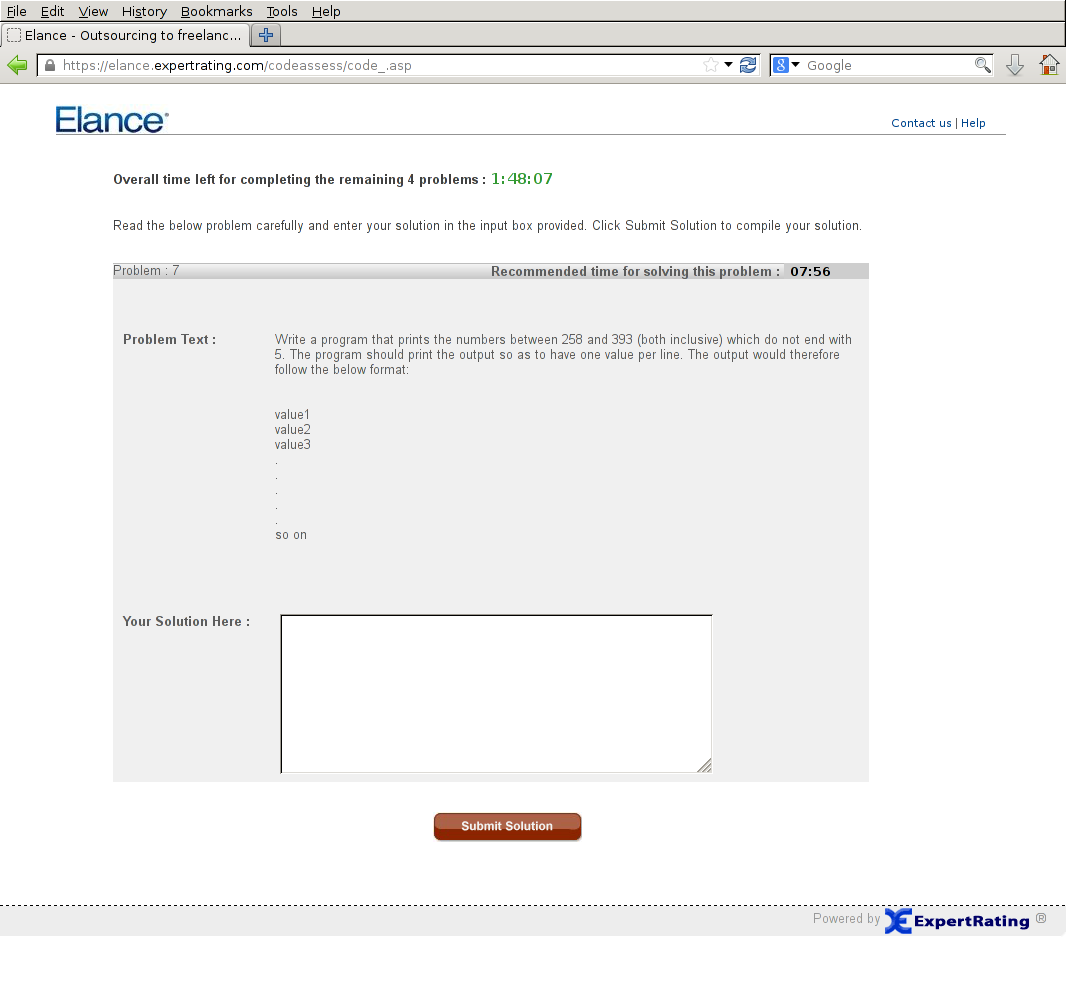 File Edit View History Bookmarks Tools Help
Elance - Outsourcing to freelanc...
https://elance.expertrating.com/codeassess/code_.asp
8 Google
Elance
Contact us | Help
Overall time left for completing the remaining 4 problems : 1:48:07
Read the below problem carefully and enter your solution in the input box provided. Click Submit Solution to compile your solution.
Problem : 7 Recommended time for solving this problem : 07:56
Problem Text : Write a program that prints the numbers between 258 and 393 (both inclusive) which do not end with
5. The program should print the output so as to have one value per line. The output would therefore
follow the below format:
value1
value2
value3
.
.
.
.
.
so on
Your Solution Here :
Submit Solution
Powered by ExpertRating ®